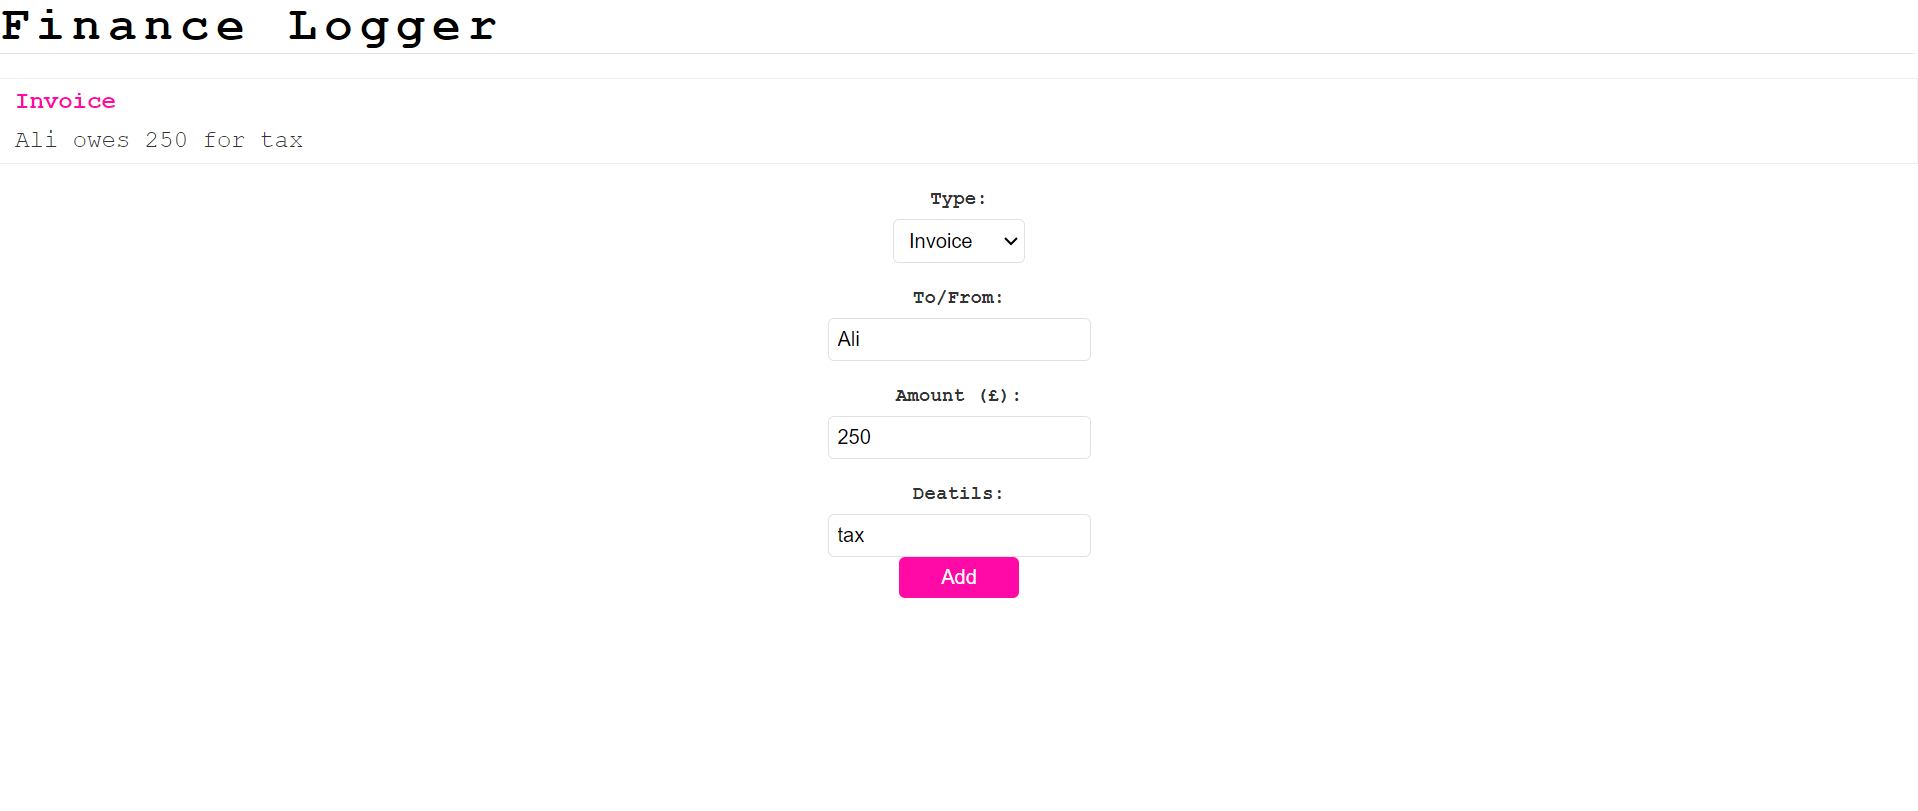 Finance Logger
Invoice
Ali owes 250 for tax
Type:
Invoice
To/From:
Ali
Amount (£):
250
Deatils:
tax
Add